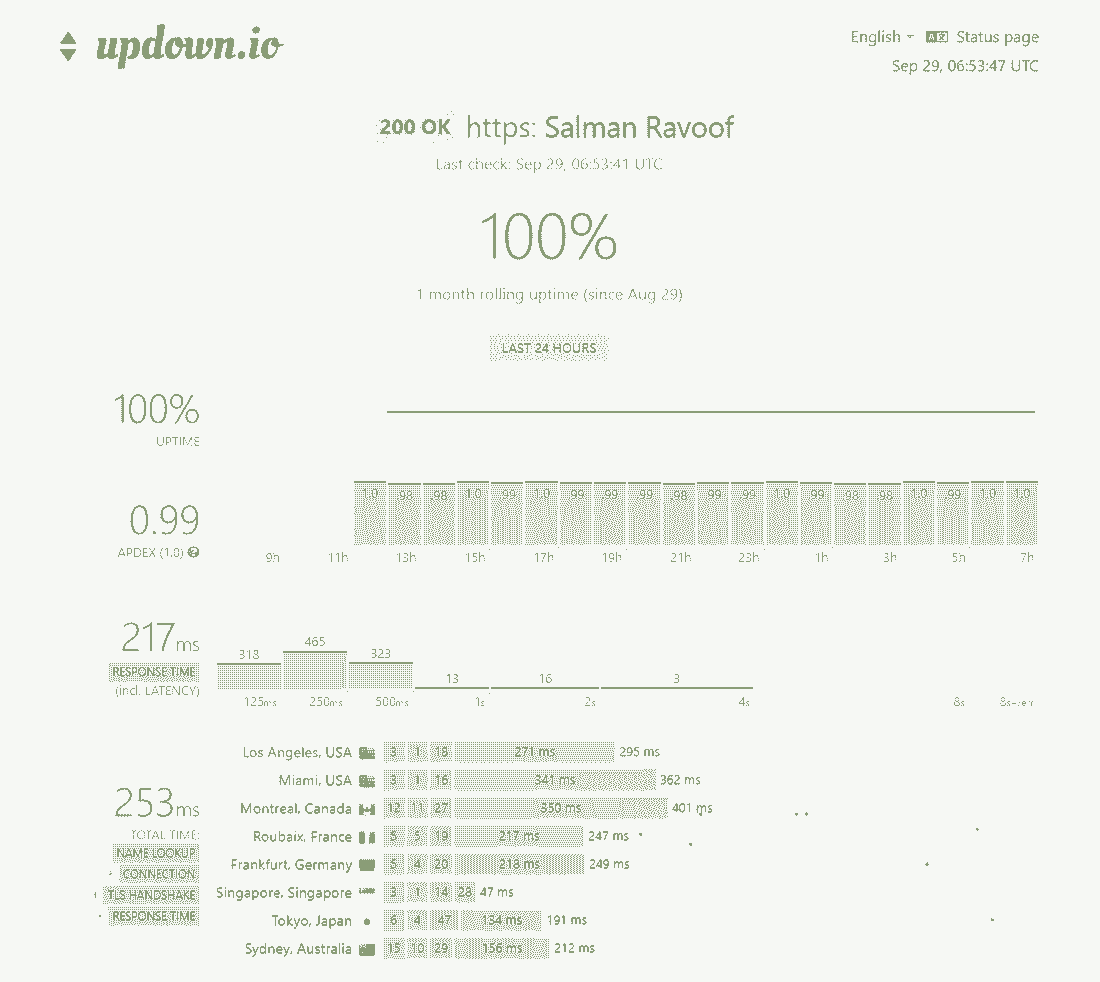 updown.io
English Status page
Sep 29, 06:53:47 UTC
200 OK https: Salman Ravoof
Last check: Sep 29, 06:53:41 UTC
100%
1 month rolling uptime (since Aug 29)
LAST 24 HOURS
100%
UPTIME
1.0 .98 .98 1.0 .99 1.0 .99 .99 .99 .98 .99 .99 1.0 .99 .98 .98 1.0 .99 1.0 1.0
0.99
APDEX (1.0) ?
9h 11h 13h 15h 17h 19h 21h 23h 1h 3h 5h 7h
217ms
318 465 323 13 16 3
RESPONSE TIME
(incl. LATENCY)
125ms 250ms 500ms 1s 2s 4s 8s
Los Angeles, USA 3 1 18 271 ms 295 ms
Miami, USA 3 1 16 341 ms 362 ms
Montreal, Canada 12 11 27 350 ms 401 ms
Roubaix, France 5 5 19 217 ms 247 ms
Frankfurt, Germany 5 4 20 218 ms 249 ms
Singapore, Singapore 3 1 14 28 47 ms
Tokyo, Japan 6 4 47 134 ms 191 ms
Sydney, Australia 15 10 29 156 ms 212 ms
253ms
TOTAL TIME:
NAME LOOKUP
+ CONNECTION
+ TLS HANDSHAKE
+ RESPONSE TIME